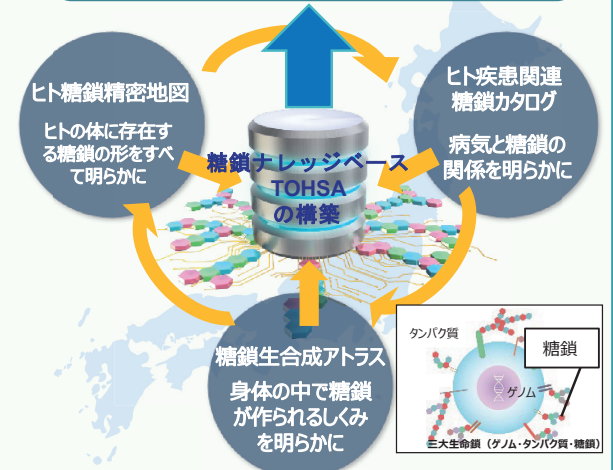 ヒト糖鎖精密地図
ヒトの体に存在す
る糖鎖の形をすべ
て明らかに
ヒト疾患関連
糖鎖カタログ
病気と糖鎖の
関係を明らかに
糖鎖ナレッジベース
TOHSA
の構築
糖鎖生合成アトラス
身体の中で糖鎖
が作られるしくみ
を明らかに
タンパク質
糖鎖
ゲノム
三大生命鎖（ゲノム・タンパク質・糖鎖）